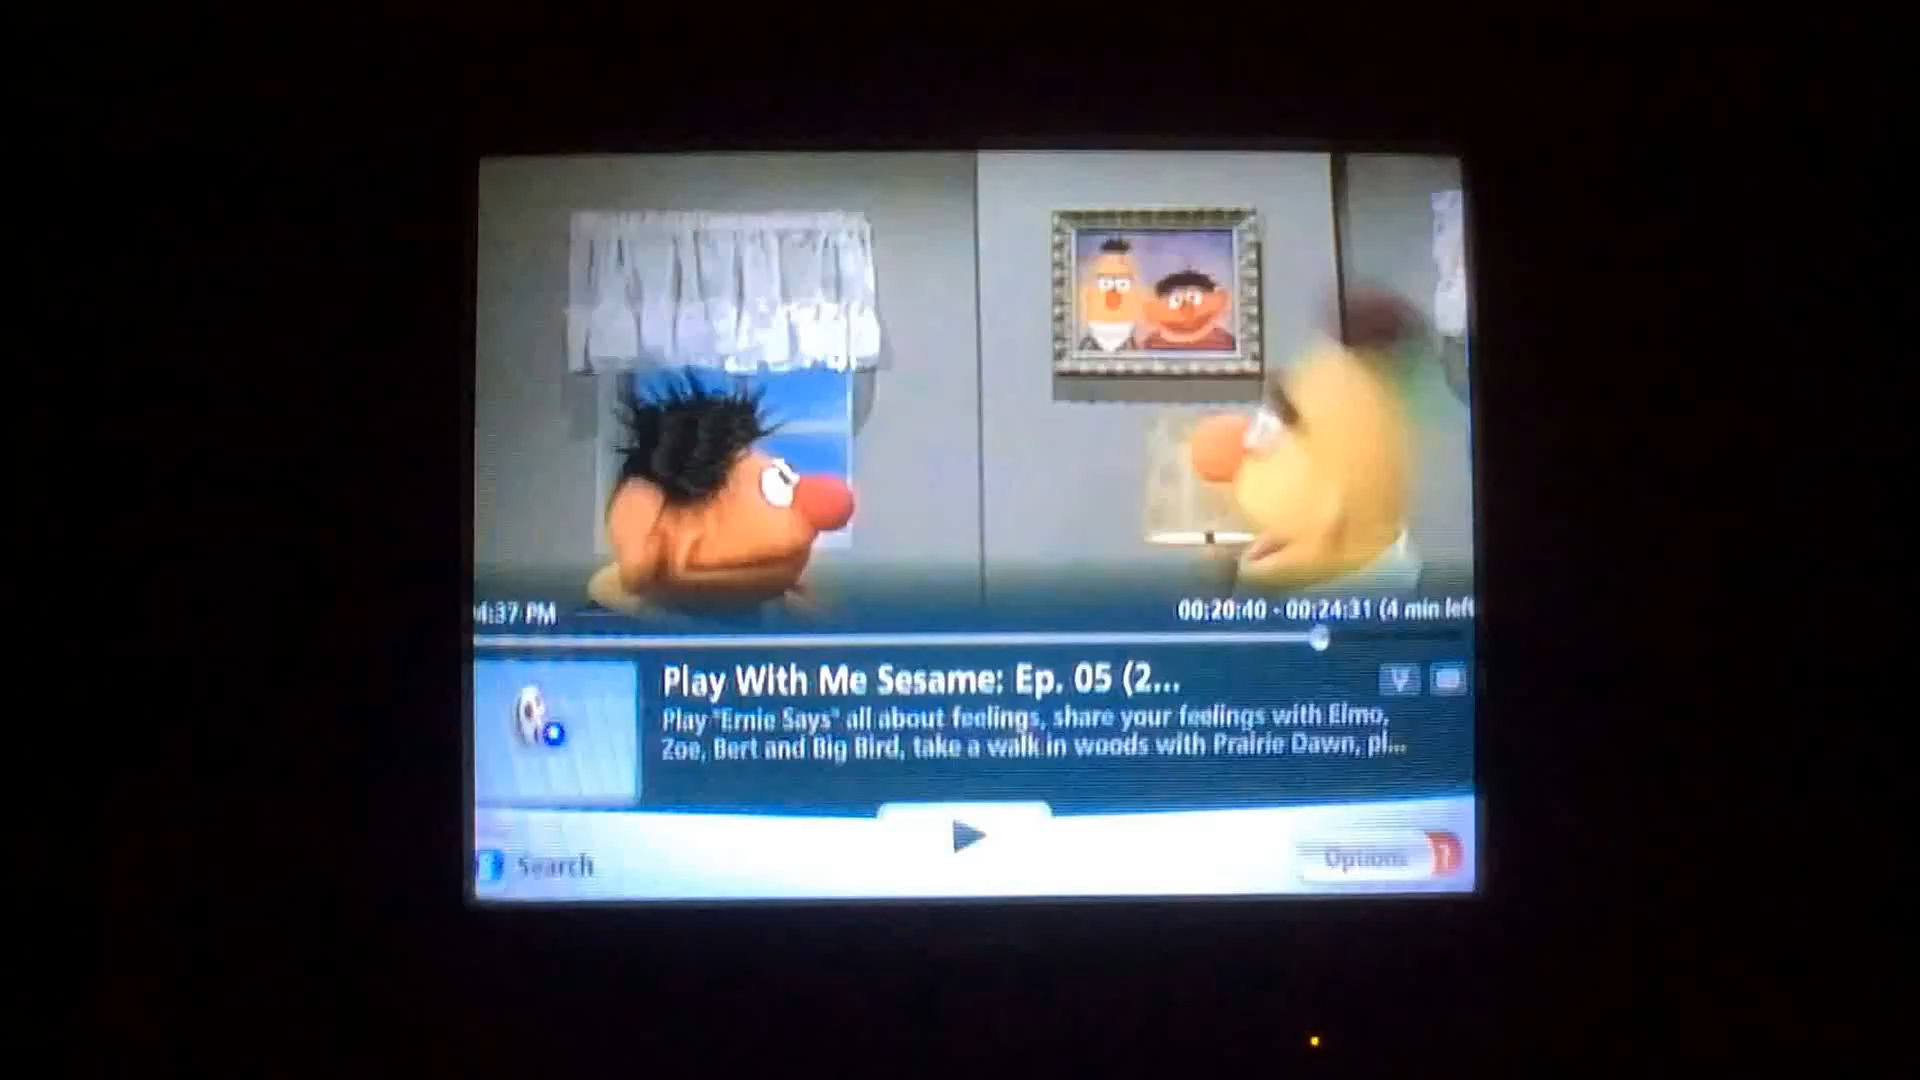 4:37 PM
00:20:40 - 00:24:31 (4 min left
Play With Me Sesame: Ep. 05 (2...
Play "Ernie Says" all about feelings, share your feelings with Elmo,
Zoe, Bert and Big Bird, take a walk in woods with Prairie Dawn, pl...
Search
Options